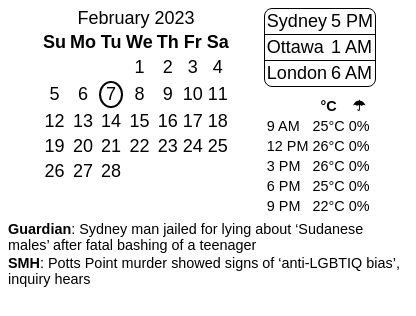 February 2023
Su Mo Tu We Th Fr Sa
1 2 3 4
5 6 7 8 9 10 11
12 13 14 15 16 17 18
19 20 21 22 23 24 25
26 27 28
Sydney 5 PM
Ottawa 1 AM
London 6 AM
°C ☂
9 AM 25°C 0%
12 PM 26°C 0%
3 PM 26°C 0%
6 PM 25°C 0%
9 PM 22°C 0%
Guardian: Sydney man jailed for lying about ‘Sudanese
males’ after fatal bashing of a teenager
SMH: Potts Point murder showed signs of ‘anti-LGBTIQ bias’,
inquiry hears